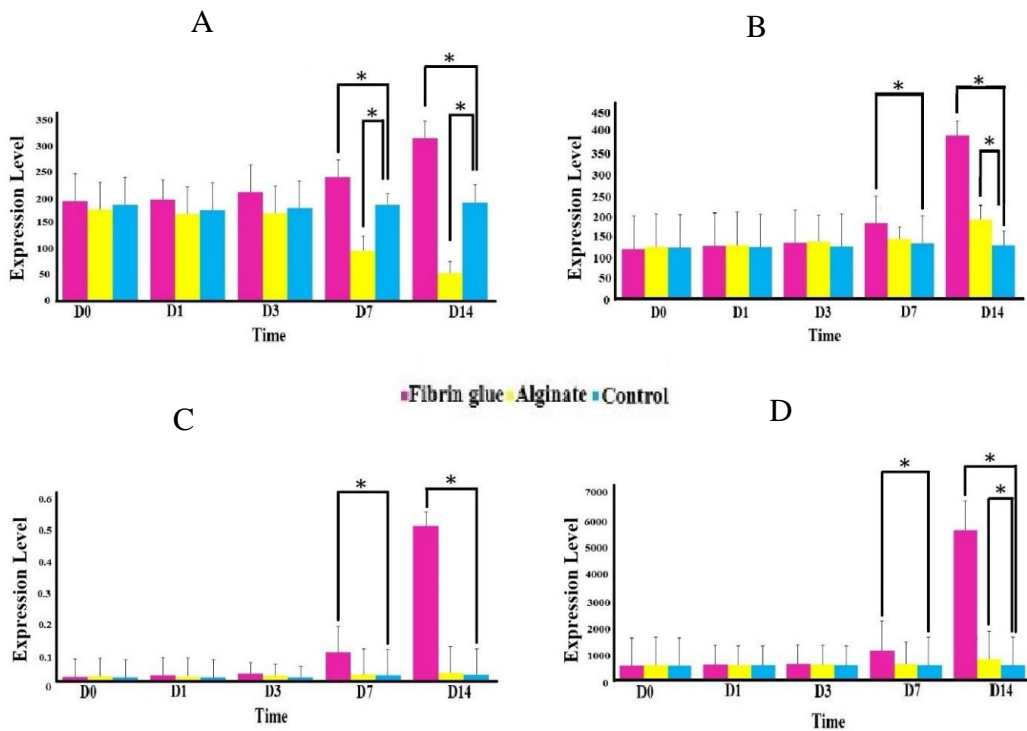 A
*
*
*
*
350
300
250
200
150
100
50
0
Expression Level
D0 D1 D3 D7 D14
Time
B
*
*
*
450
400
350
300
250
200
150
100
50
0
Expression Level
D0 D1 D3 D7 D14
Time
Fibrin glue Alginate Control
C
*
*
0.6
0.5
0.4
0.3
0.2
0.1
0
Expression Level
D0 D1 D3 D7 D14
Time
D
*
*
*
7000
6000
5000
4000
3000
2000
1000
0
Expression Level
D0 D1 D3 D7 D14
Time